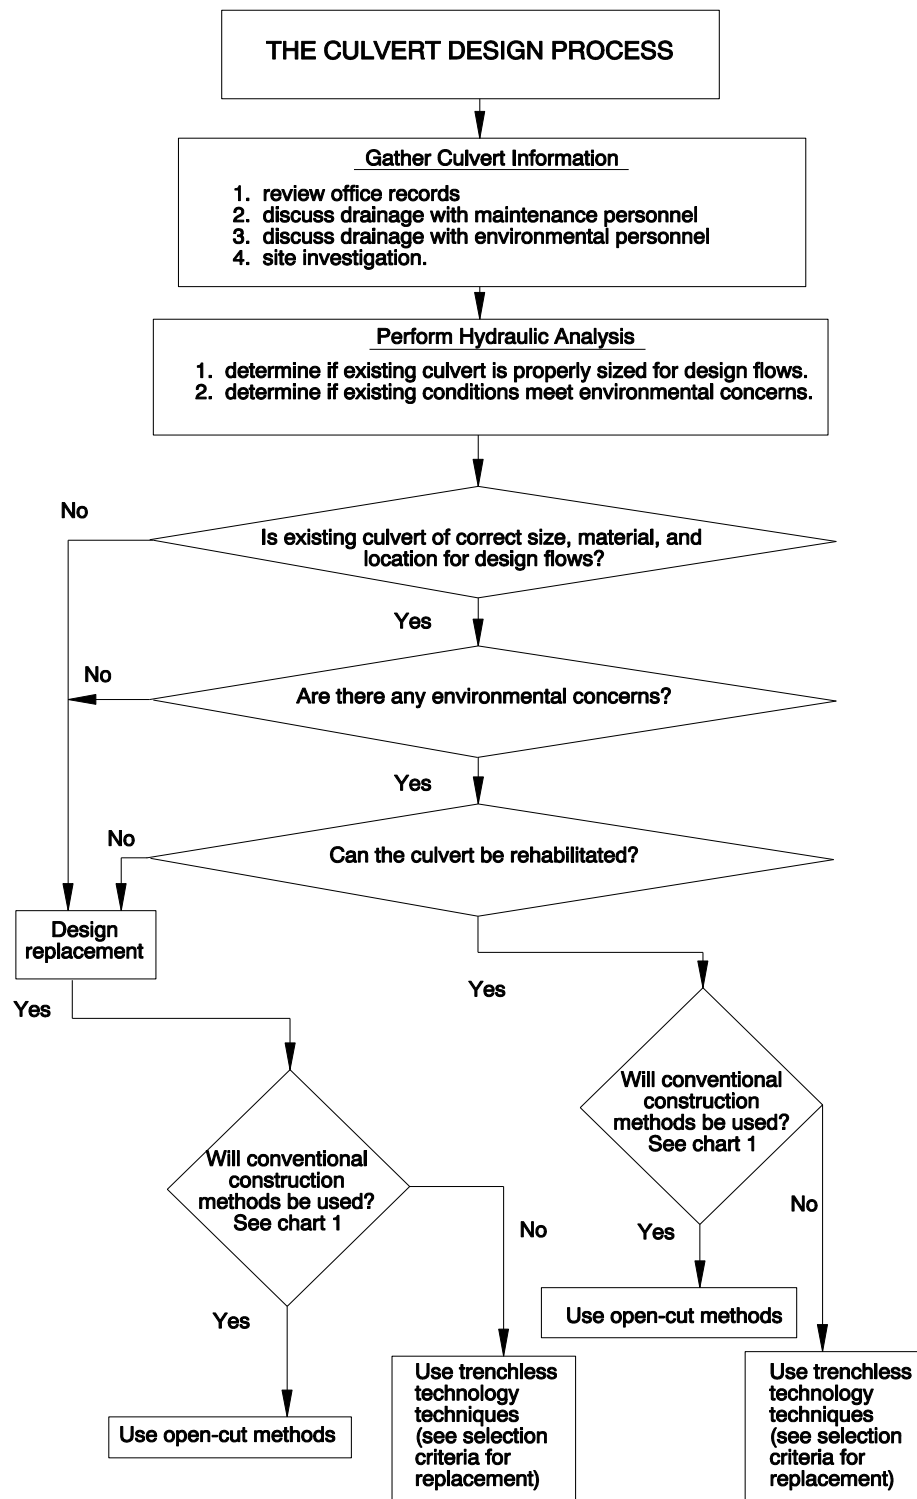 THE CULVERT DESIGN PROCESS
Gather Culvert Information
1. review office records
2. discuss drainage with maintenance personnel
3. discuss drainage with environmental personnel
4. site investigation.
Perform Hydraulic Analysis
1. determine if existing culvert is properly sized for design flows.
2. determine if existing conditions meet environmental concerns.
No
Is existing culvert of correct size, material, and
location for design flows?
Yes
No
Are there any environmental concerns?
Yes
No
Can the culvert be rehabilitated?
Design
replacement
Yes
Yes
Will conventional
construction
methods be used?
See chart 1
Will conventional
construction
methods be used?
See chart 1
No
No
Yes
Yes
Use open-cut methods
Use trenchless
technology
techniques
(see selection
criteria for
replacement)
Use trenchless
technology
techniques
(see selection
criteria for
replacement)
Use open-cut methods